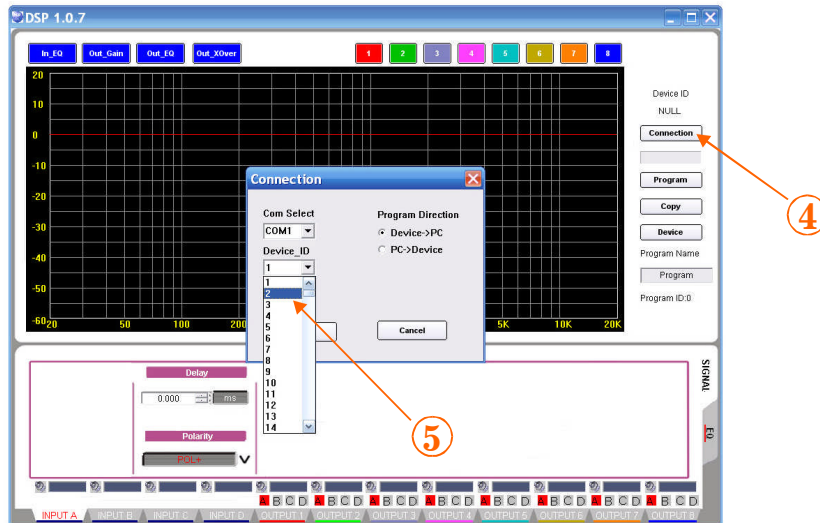 DSP 1.0.7
In_EQ Out_Gain Out_EQ Out_XOver 1 2 3 4 5 6 7 8
20
10
0
-10
-20
-30
-40
-50
-60
20 50 100 200 5K 10K 20K
Device ID
NULL
Connection
Program
Copy
Device
Program Name
Program
Program ID:0
4
Connection
Com Select
COM1
Device_ID
1
1
2
3
4
5
6
7
8
9
10
11
12
13
14
Program Direction
Device->PC
PC->Device
Cancel
5
Delay
0.000 ms
Polarity
POL+
SIGNAL
EQ
A B C D A B C D A B C D A B C D A B C D A B C D A B C D A B C D
INPUT A INPUT B INPUT C INPUT D OUTPUT 1 OUTPUT 2 OUTPUT 3 OUTPUT 4 OUTPUT 5 OUTPUT 6 OUTPUT 7 OUTPUT 8